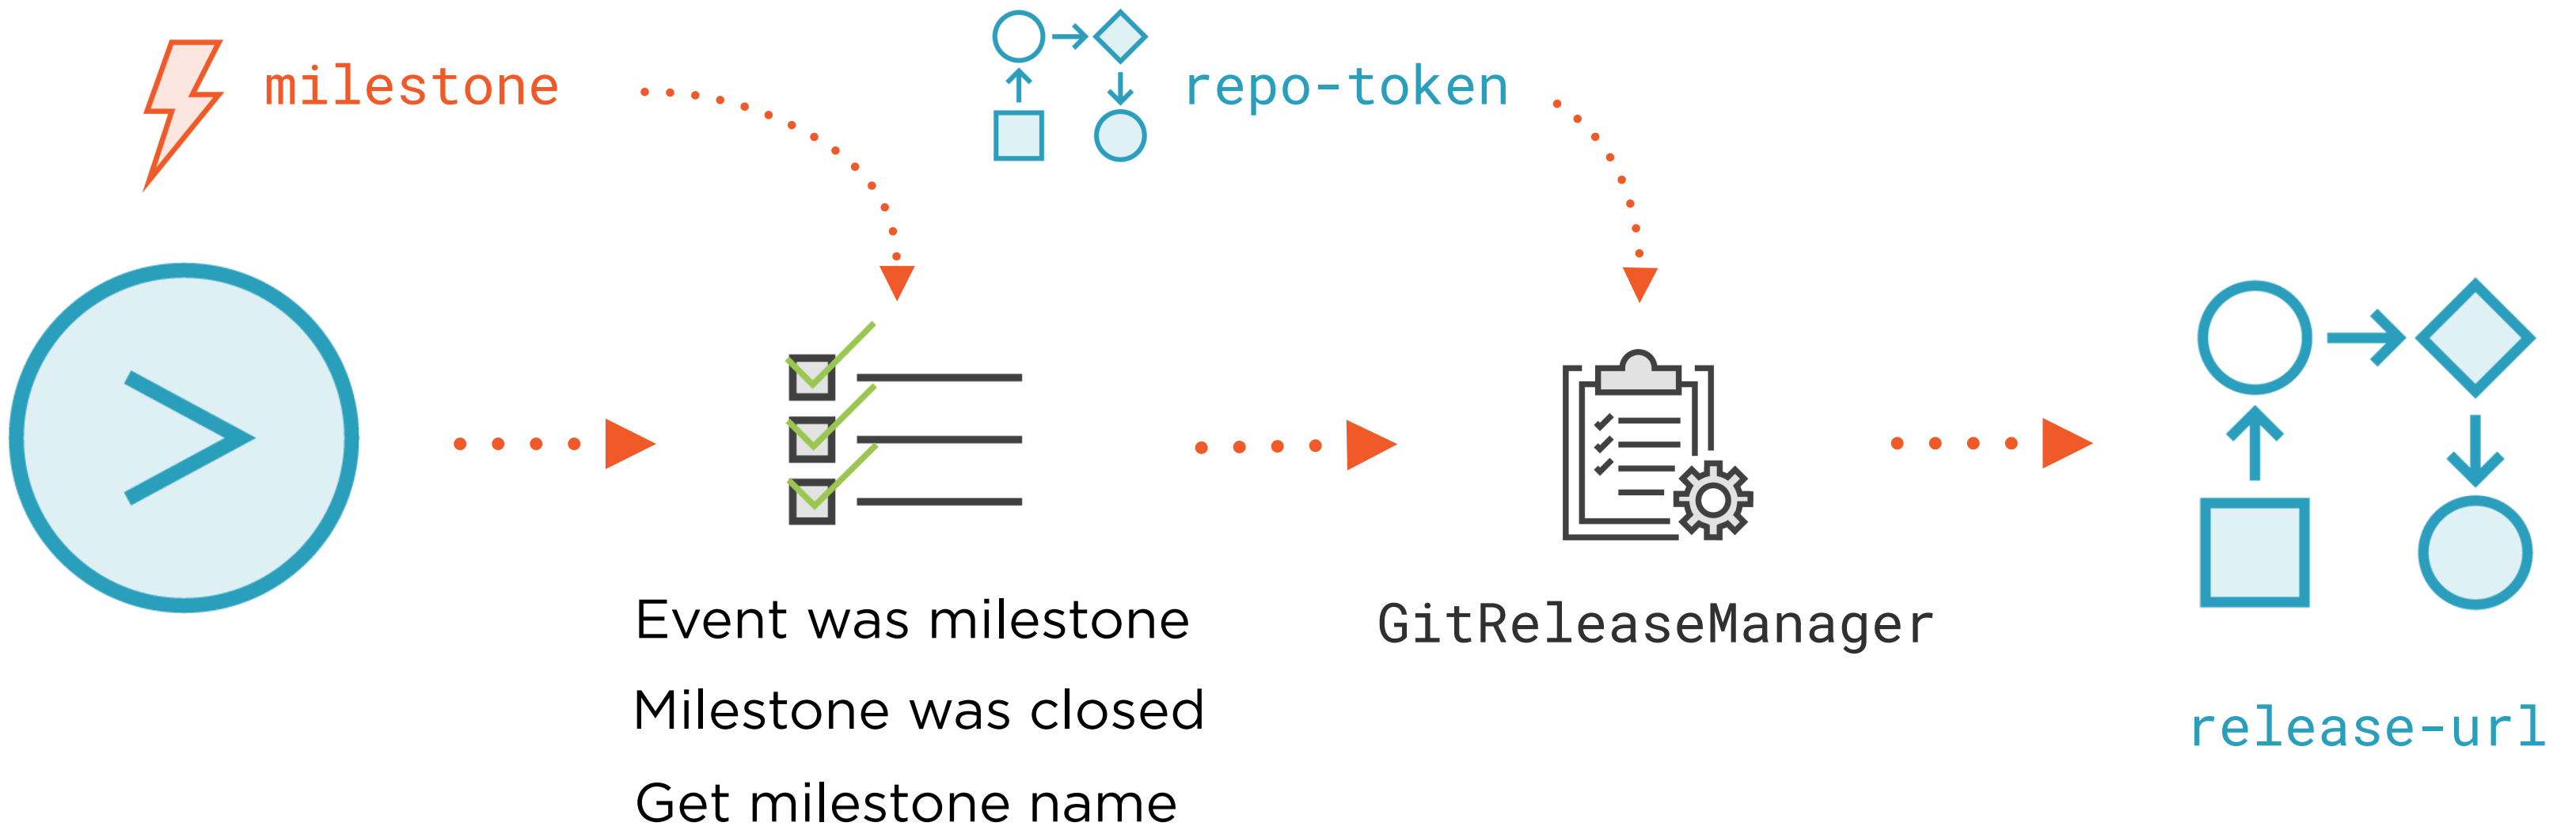 milestone
repo-token
Event was milestone
Milestone was closed
Get milestone name
GitReleaseManager
release-url